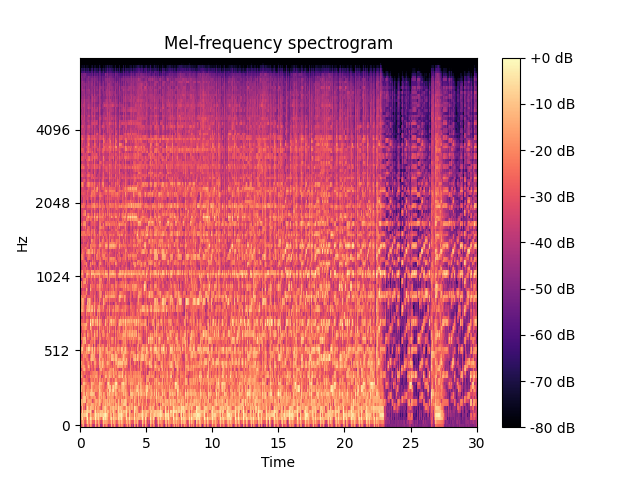 Mel-frequency spectrogram
+0 dB
-10 dB
4096
-20 dB
2048
-30 dB
-40 dB
Hz
1024
-50 dB
-60 dB
512
-70 dB
0
-80 dB
0 5 10 15 20 25 30
Time